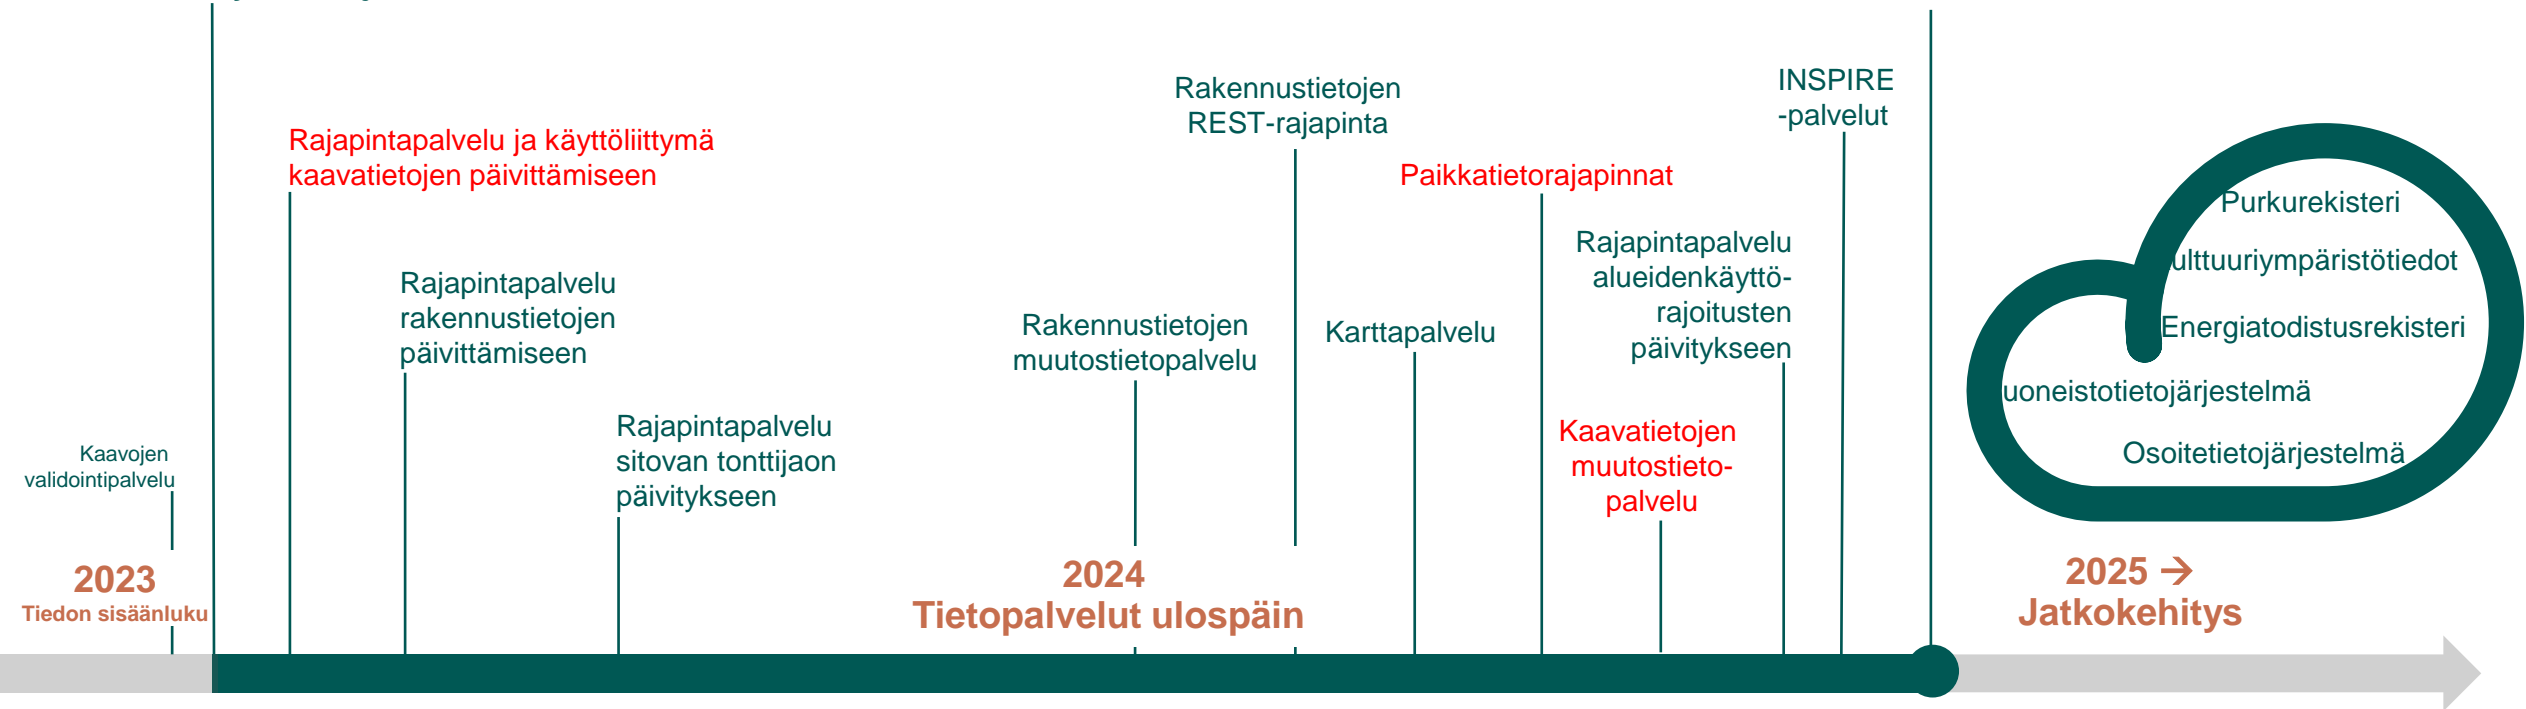 Rajapintapalvelu ja käyttöliittymä
kaavatietojen päivittämiseen
Rajapintapalvelu
rakennustietojen
päivittämiseen
Rajapintapalvelu
sitovan tonttijaon
päivitykseen
Kaavojen
validointipalvelu
2023
Tiedon sisäänluku
Rakennustietojen
muutostietopalvelu
Rakennustietojen
REST-rajapinta
2024
Tietopalvelut ulospäin
Karttapalvelu
Paikkatietorajapinnat
Kaavatietojen
muutostieto-
palvelu
Rajapintapalvelu
alueidenkäyttö-
rajoitusten
päivitykseen
INSPIRE
-palvelut
Purkurekisteri
ulttuuriympäristötiedot
Energiatodistusrekisteri
uoneistotietojärjestelmä
Osoitetietojärjestelmä
2025 →
Jatkokehitys